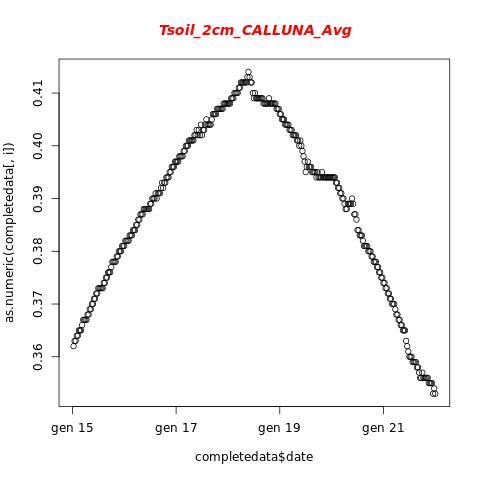 Tsoil_2cm_CALLUNA_Avg
as.numeric(completedata[, i])
0.41
0.40
0.39
0.38
0.37
0.36
gen 15 gen 17 gen 19 gen 21
completedata$date